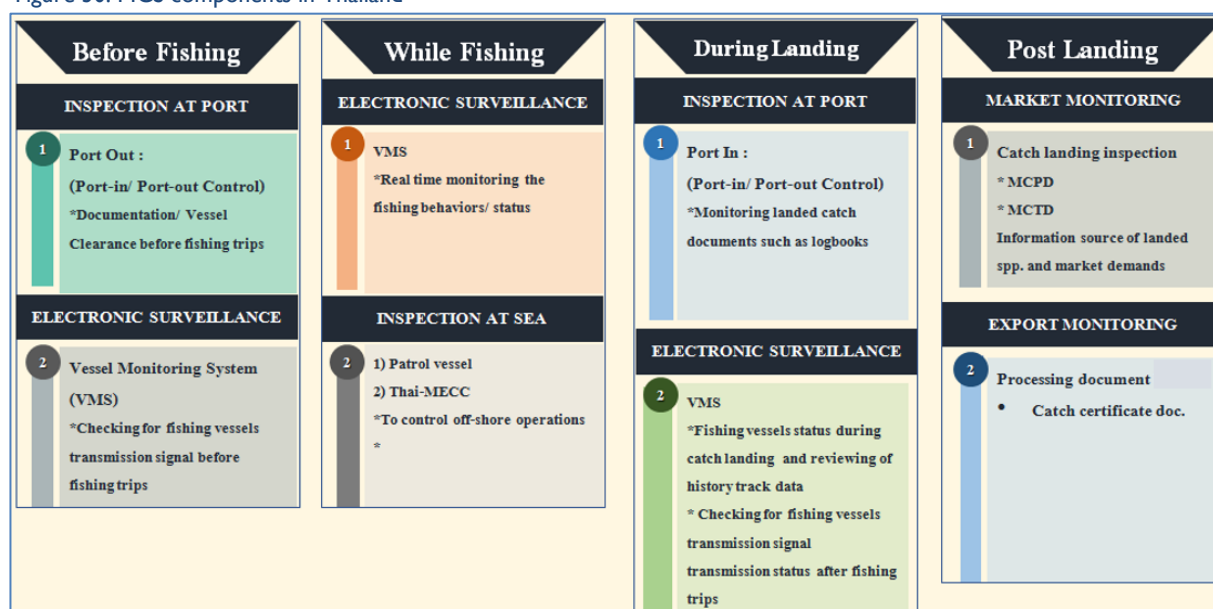 Figure 50: MCS components in Thailand
Before Fishing
INSPECTION AT PORT
1
Port Out :
(Port-in/ Port-out Control)
*Documentation/ Vessel
Clearance before fishing trips
ELECTRONIC SURVEILLANCE
2
Vessel Monitoring System
(VMS)
*Checking for fishing vessels
transmission signal before
fishing trips
While Fishing
ELECTRONIC SURVEILLANCE
1
VMS
*Real time monitoring the
fishing behaviors/ status
INSPECTION AT SEA
2
1) Patrol vessel
2) Thai-MECC
*To control off-shore operations
*
During Landing
INSPECTION AT PORT
1
Port In :
(Port-in/ Port-out Control)
*Monitoring landed catch
documents such as logbooks
ELECTRONIC SURVEILLANCE
2
VMS
*Fishing vessels status during
catch landing and reviewing of
history track data
* Checking for fishing vessels
transmission signal
transmission status after fishing
trips
Post Landing
MARKET MONITORING
1
Catch landing inspection
* MCPD
* MCTD
Information source of landed
spp. and market demands
EXPORT MONITORING
2
Processing document
• Catch certificate doc.